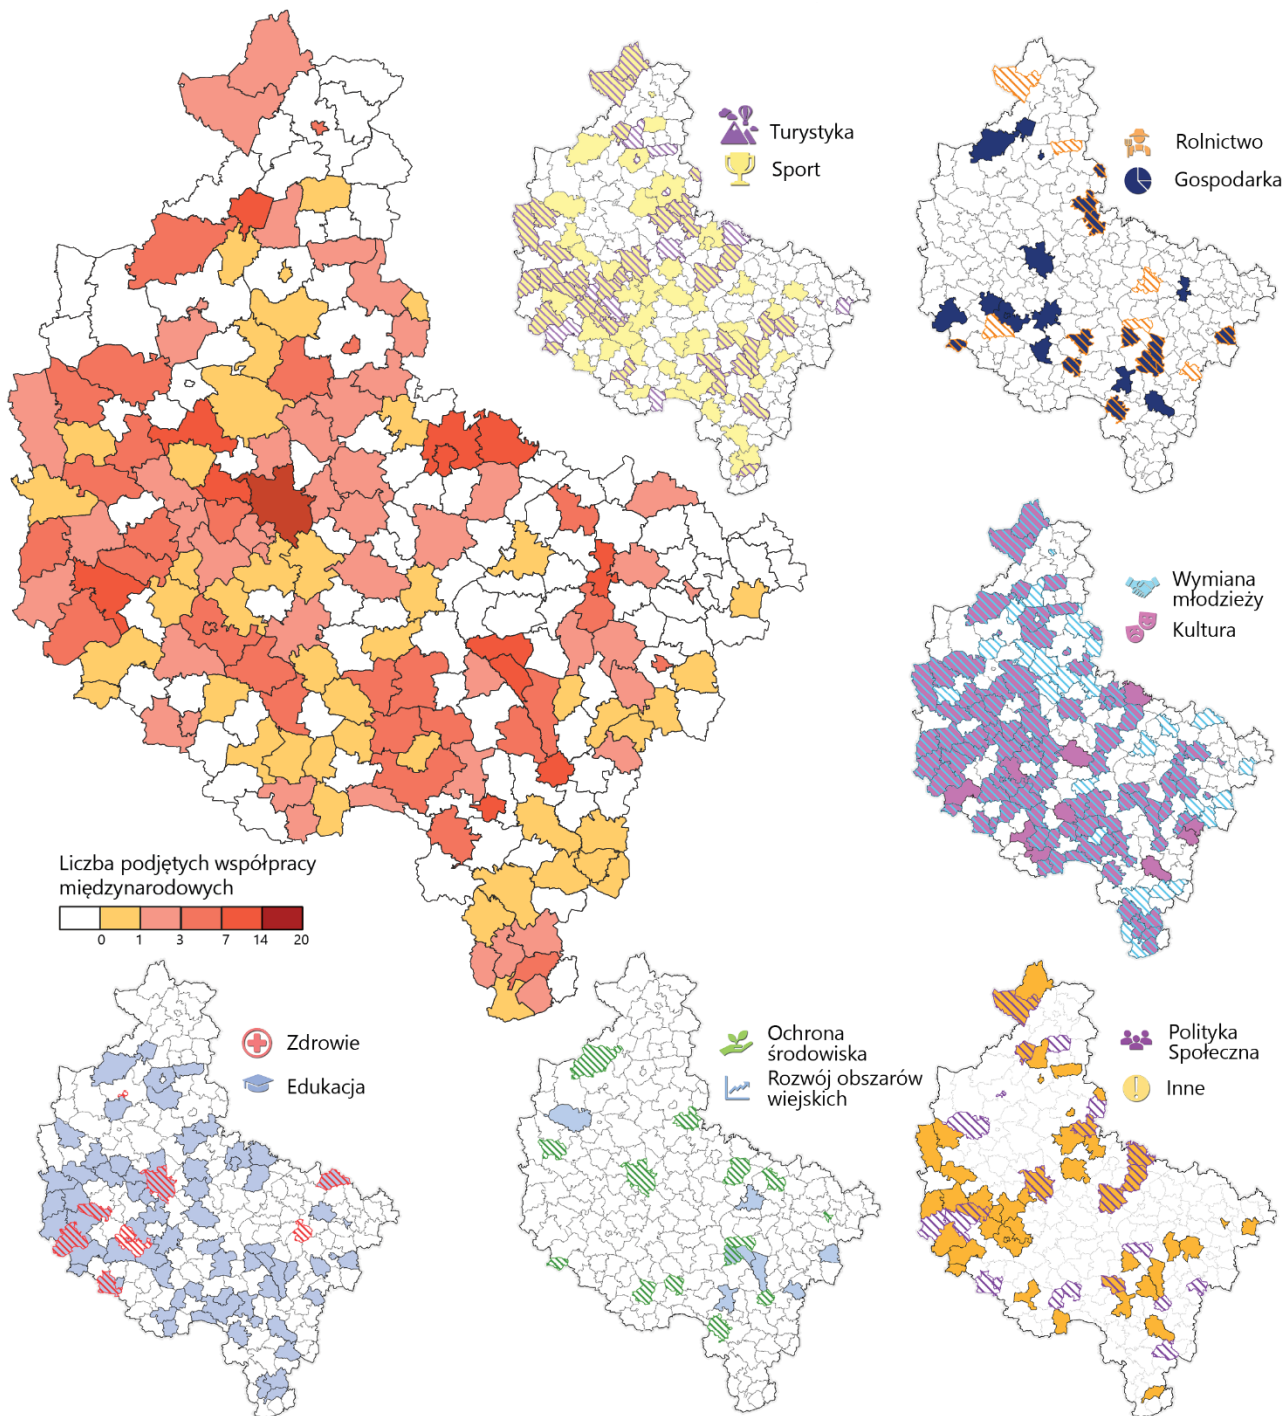 Turystyka
Sport
Rolnictwo
Gospodarka
Wymiana
młodzieży
Kultura
Liczba podjętych współpracy
międzynarodowych
0 1 3 7 14 20
Zdrowie
Edukacja
Ochrona
środowiska
Rozwój obszarów
wiejskich
Polityka
Społeczna
Inne